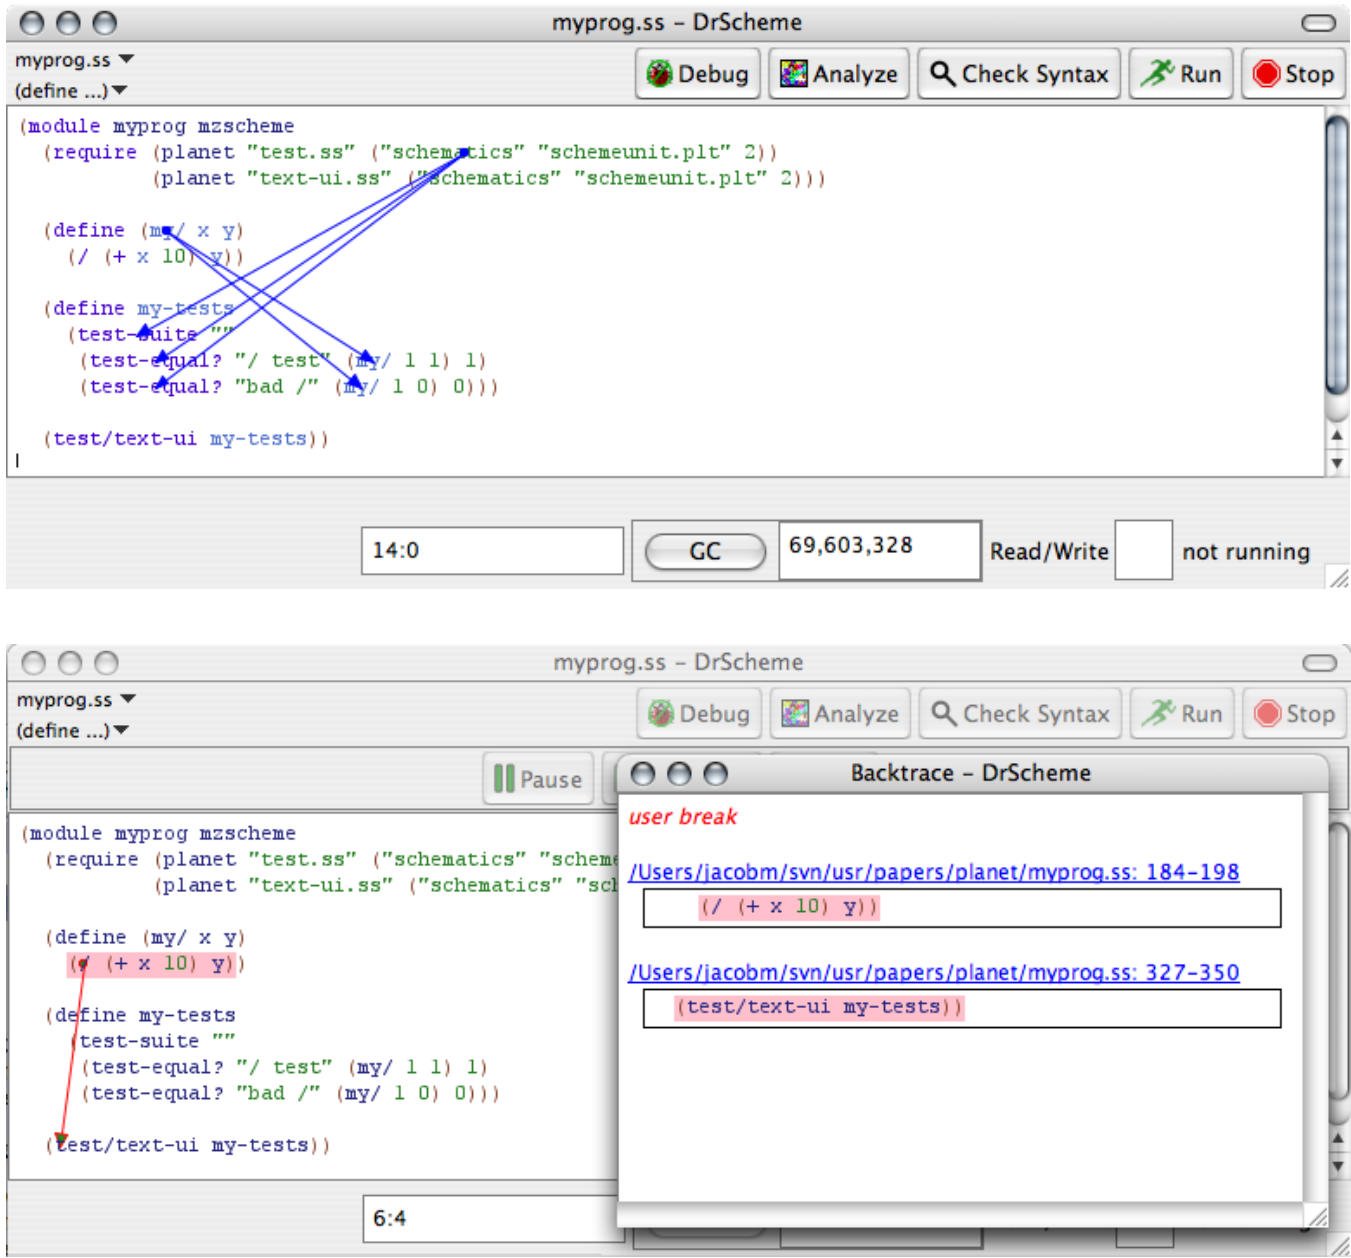 myprog.ss – DrScheme
myprog.ss
(define ...)
Debug Analyze Check Syntax Run Stop
(module myprog mzscheme
(require (planet "test.ss" ("schematics" "schemeunit.plt" 2))
(planet "text-ui.ss" ("schematics" "schemeunit.plt" 2)))
(define (my/ x y)
(/ (+ x 10) y))
(define my-tests
(test-suite ""
(test-equal? "/ test" (my/ 1 1) 1)
(test-equal? "bad /" (my/ 1 0) 0)))
(test/text-ui my-tests))
14:0 GC 69,603,328 Read/Write not running
myprog.ss – DrScheme
myprog.ss
(define ...)
Debug Analyze Check Syntax Run Stop
Pause
(module myprog mzscheme
(require (planet "test.ss" ("schematics" "scheme
(planet "text-ui.ss" ("schematics" "sch
(define (my/ x y)
(/ (+ x 10) y))
(define my-tests
(test-suite ""
(test-equal? "/ test" (my/ 1 1) 1)
(test-equal? "bad /" (my/ 1 0) 0)))
(test/text-ui my-tests))
6:4
Backtrace – DrScheme
user break
/Users/jacobm/svn/usr/papers/planet/myprog.ss: 184-198
(/ (+ x 10) y))
/Users/jacobm/svn/usr/papers/planet/myprog.ss: 327-350
(test/text-ui my-tests))